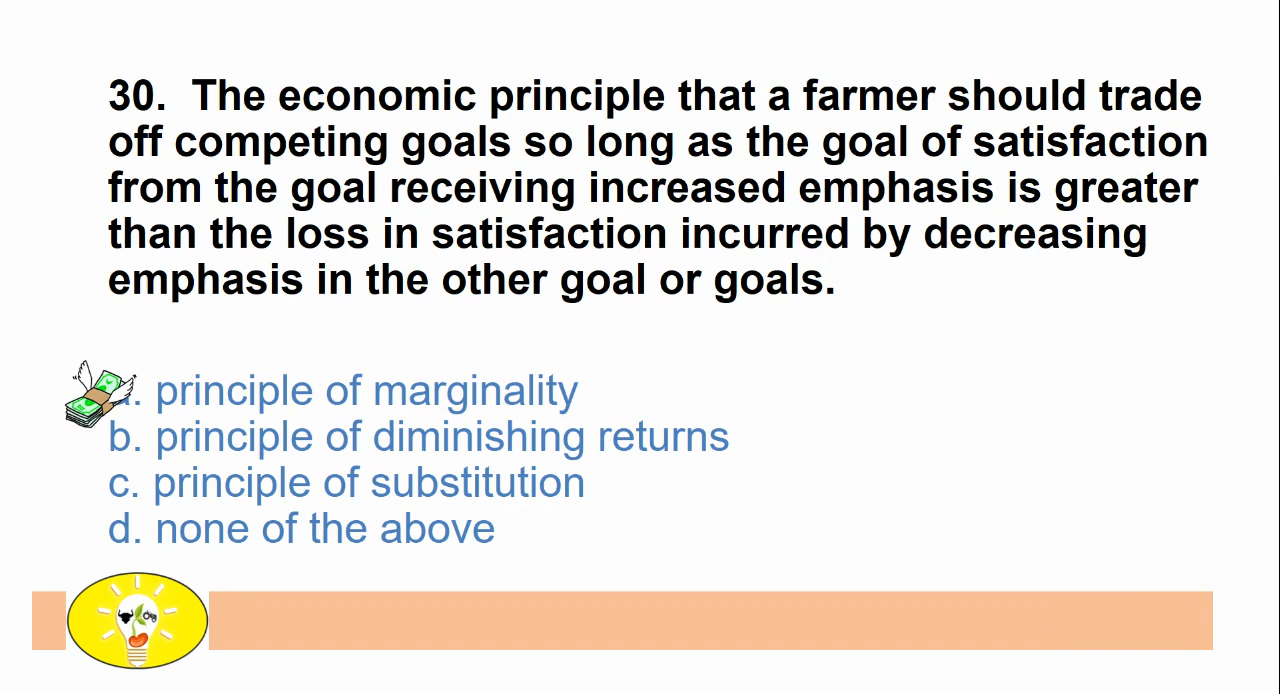 30. The economic principle that a farmer should trade
off competing goals so long as the goal of satisfaction
from the goal receiving increased emphasis is greater
than the loss in satisfaction incurred by decreasing
emphasis in the other goal or goals.
a. principle of marginality
b. principle of diminishing returns
c. principle of substitution
d. none of the above